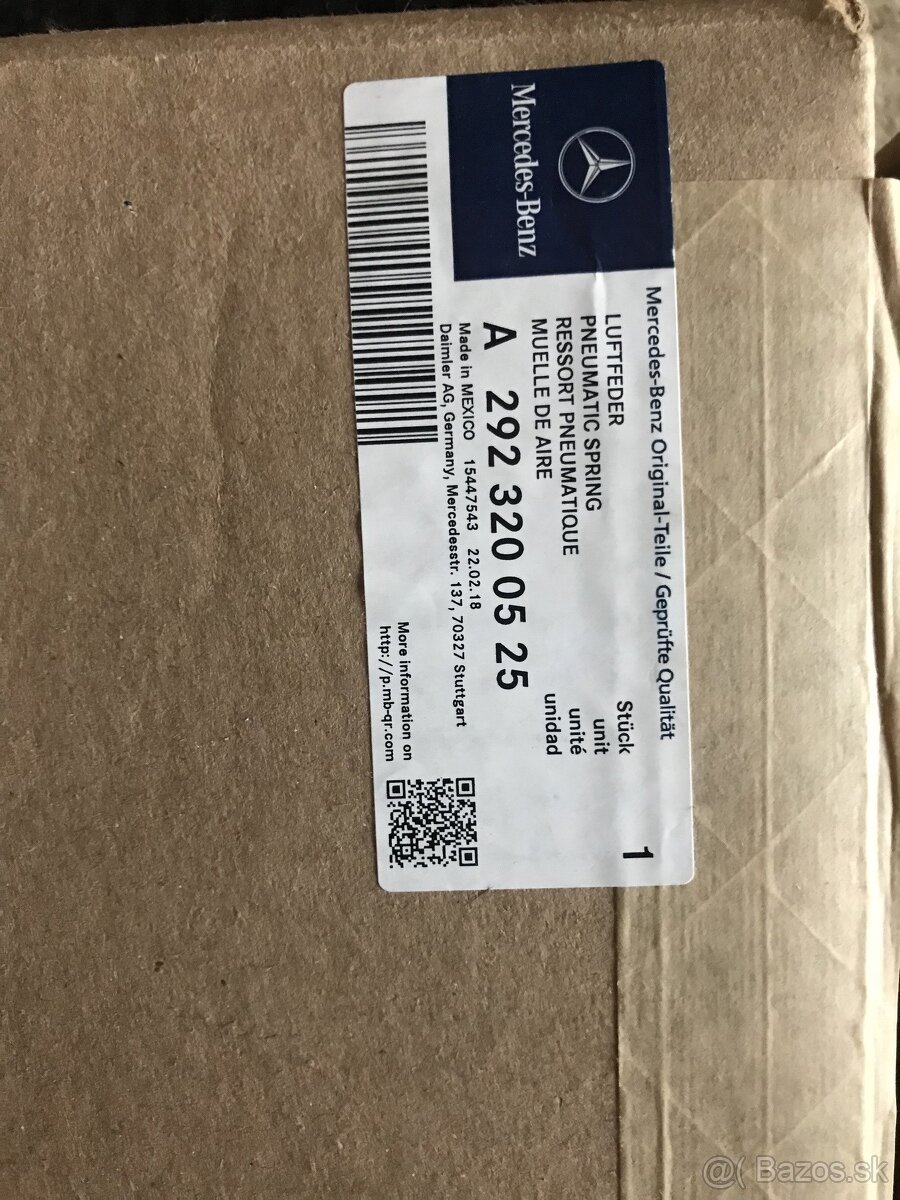 Mercedes-Benz
Mercedes-Benz Original-Teile / Geprüfte Qualität
LUFTFEDER
PNEUMATIC SPRING
RESSORT PNEUMATIQUE
MUELLE DE AIRE
Stück
unit
unité
unidad
1
A 292 320 05 25
Made in MEXICO 15447543 22.02.18
Daimler AG, Germany, Mercedesstr. 137, 70327 Stuttgart
More information on
http://p.mb-qr.com
@( Bazos.sk